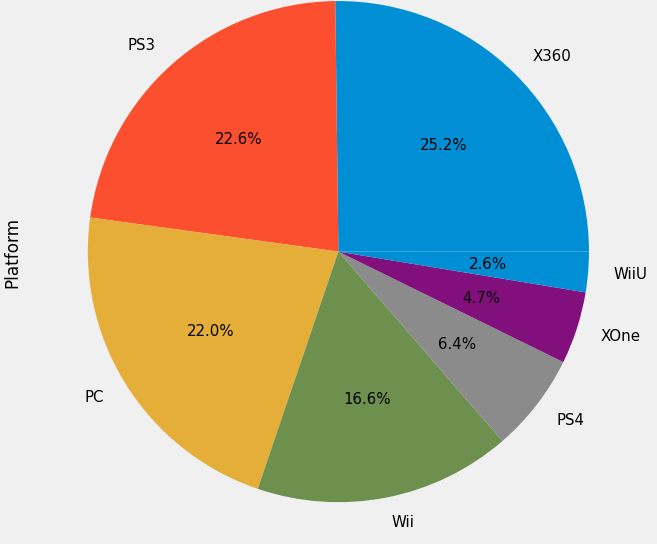 PS3
X360
22.6%
25.2%
Platform
2.6%
WiiU
4.7%
XOne
22.0%
6.4%
PC
16.6%
PS4
Wii